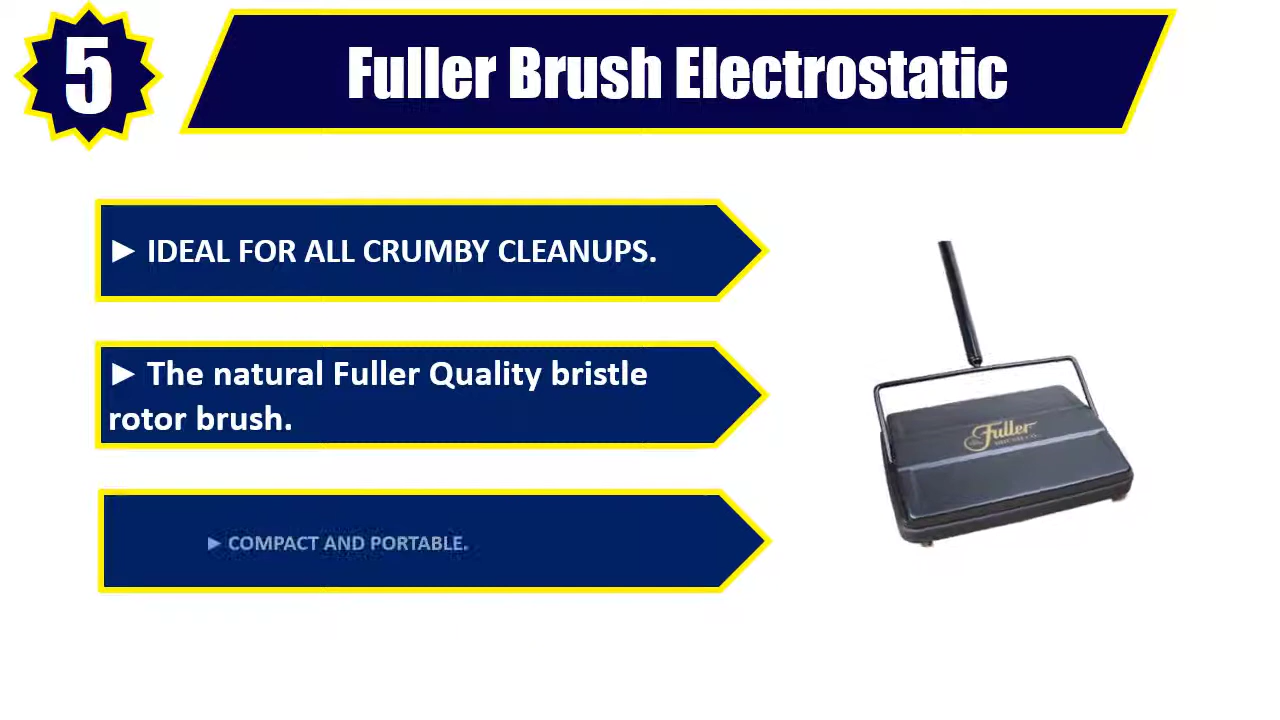 5
Fuller Brush Electrostatic
► IDEAL FOR ALL CRUMBY CLEANUPS.
► The natural Fuller Quality bristle
rotor brush.
► COMPACT AND PORTABLE.
Fuller